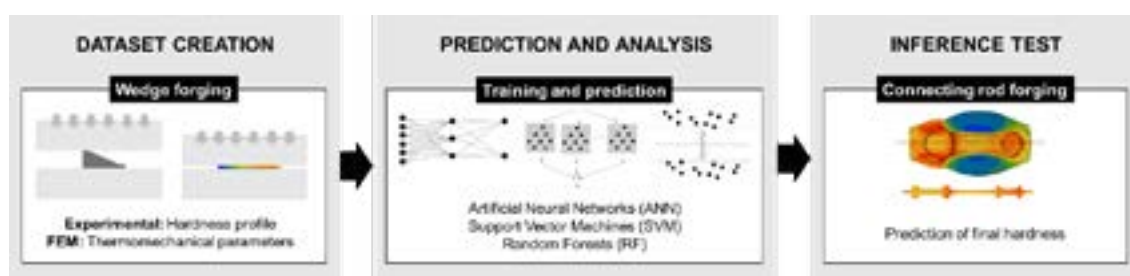 DATASET CREATION
Wedge forging
Experimental: Hardness profile
FEM: Thermomechanical parameters
PREDICTION AND ANALYSIS
Training and prediction
Artificial Neural Networks (ANN)
Support Vector Machines (SVM)
Random Forests (RF)
INFERENCE TEST
Connecting rod forging
Prediction of final hardness